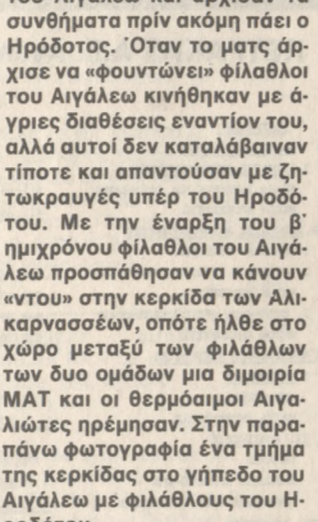 του Αιγάλεω και άρχισαν τα
συνθήματα πρίν ακόμη πάει ο
Ηρόδοτος. Όταν το ματς άρ-
χισε να «φουντώνει» φίλαθλοι
του Αιγάλεω κινήθηκαν με ά-
γριες διαθέσεις εναντίον του,
αλλά αυτοί δεν καταλάβαιναν
τίποτε και απαντούσαν με ζη-
τωκραυγές υπέρ του Ηροδό-
του. Με την έναρξη του β΄
ημιχρόνου φίλαθλοι του Αιγά-
λεω προσπάθησαν να κάνουν
«ντου» στην κερκίδα των Αλι-
καρνασσέων, οπότε ήλθε στο
χώρο μεταξύ των φιλάθλων
των δυο ομάδων μια διμοιρία
ΜΑΤ και οι θερμόαιμοι Αιγα-
λιώτες ηρέμησαν. Στην παρα-
πάνω φωτογραφία ένα τμήμα
της κερκίδας στο γήπεδο του
Αιγάλεω με φιλάθλους του Η-